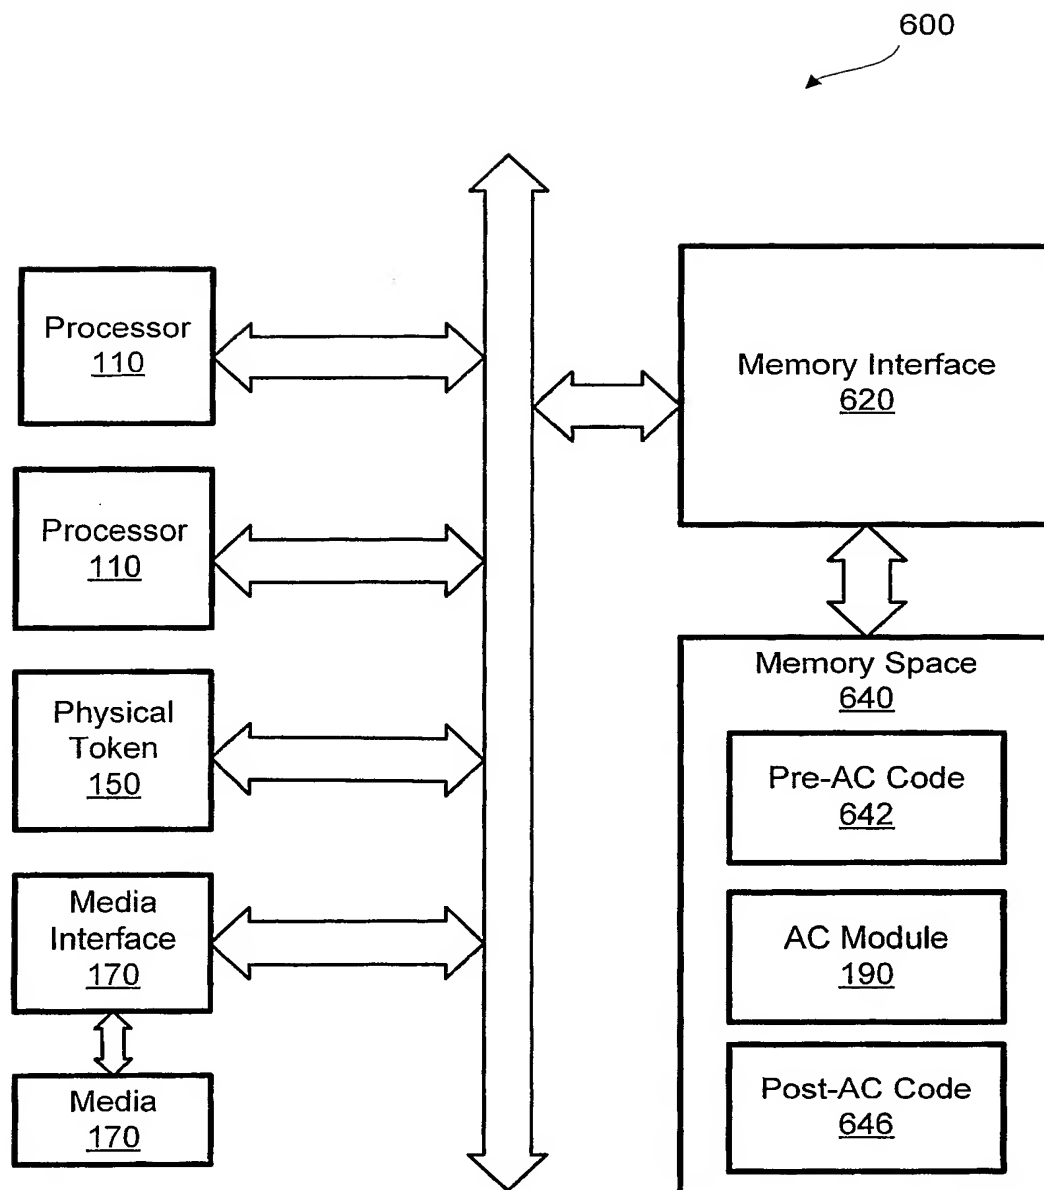 600
Processor
110
Processor
110
Physical
Token
150
Media
Interface
170
Media
170
Memory Interface
620
Memory Space
640
Pre-AC Code
642
AC Module
190
Post-AC Code
646